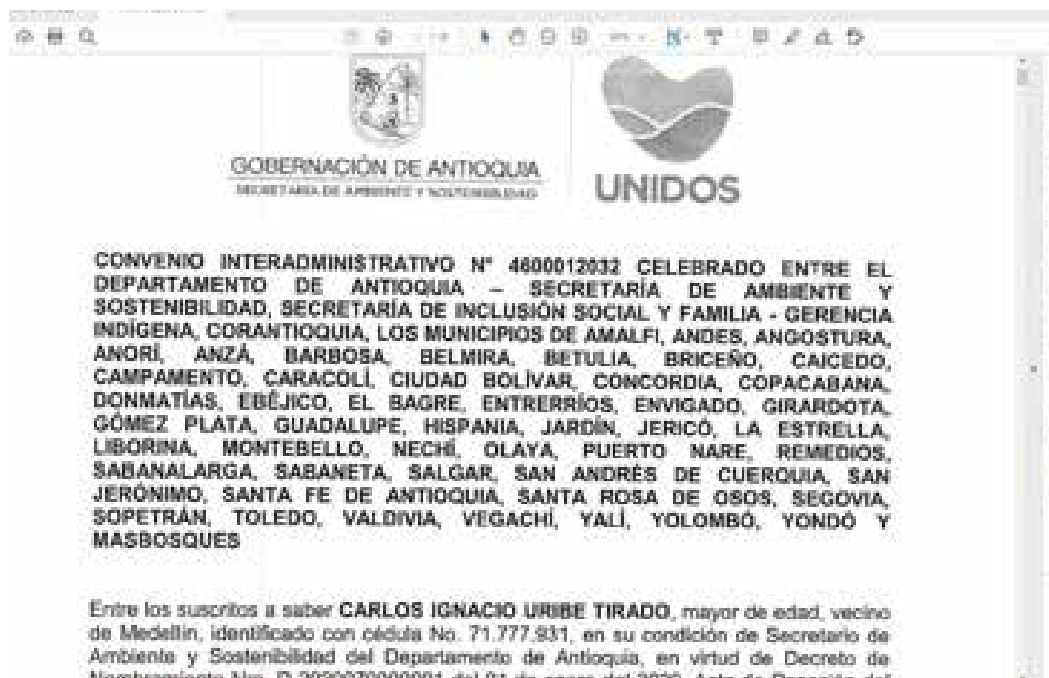 GOBERNACIÓN DE ANTIOQUIA
SECRETARÍA DE AMBIENTE Y SOSTENIBILIDAD
UNIDOS
CONVENIO INTERADMINISTRATIVO N° 4600012032 CELEBRADO ENTRE EL
DEPARTAMENTO DE ANTIOQUIA – SECRETARÍA DE AMBIENTE Y
SOSTENIBILIDAD, SECRETARÍA DE INCLUSIÓN SOCIAL Y FAMILIA - GERENCIA
INDÍGENA, CORANTIOQUIA, LOS MUNICIPIOS DE AMALFI, ANDES, ANGOSTURA,
ANORÍ, ANZÁ, BARBOSA, BELMIRA, BETULIA, BRICEÑO, CAICEDO,
CAMPAMENTO, CARACOLÍ, CIUDAD BOLÍVAR, CONCORDIA, COPACABANA,
DONMATÍAS, EBÉJICO, EL BAGRE, ENTRERRÍOS, ENVIGADO, GIRARDOTA,
GÓMEZ PLATA, GUADALUPE, HISPANIA, JARDÍN, JERICÓ, LA ESTRELLA,
LIBORINA, MONTEBELLO, NECHÍ, OLAYA, PUERTO NARE, REMEDIOS,
SABANALARGA, SABANETA, SALGAR, SAN ANDRÉS DE CUERQUIA, SAN
JERÓNIMO, SANTA FE DE ANTIOQUIA, SANTA ROSA DE OSOS, SEGOVIA,
SOPETRÁN, TOLEDO, VALDIVIA, VEGACHÍ, YALÍ, YOLOMBÓ, YONDÓ Y
MASBOSQUES
Entre los suscritos a saber CARLOS IGNACIO URIBE TIRADO, mayor de edad, vecino
de Medellín, identificado con cédula No. 71.777.931, en su condición de Secretario de
Ambiente y Sostenibilidad del Departamento de Antioquia, en virtud de Decreto de